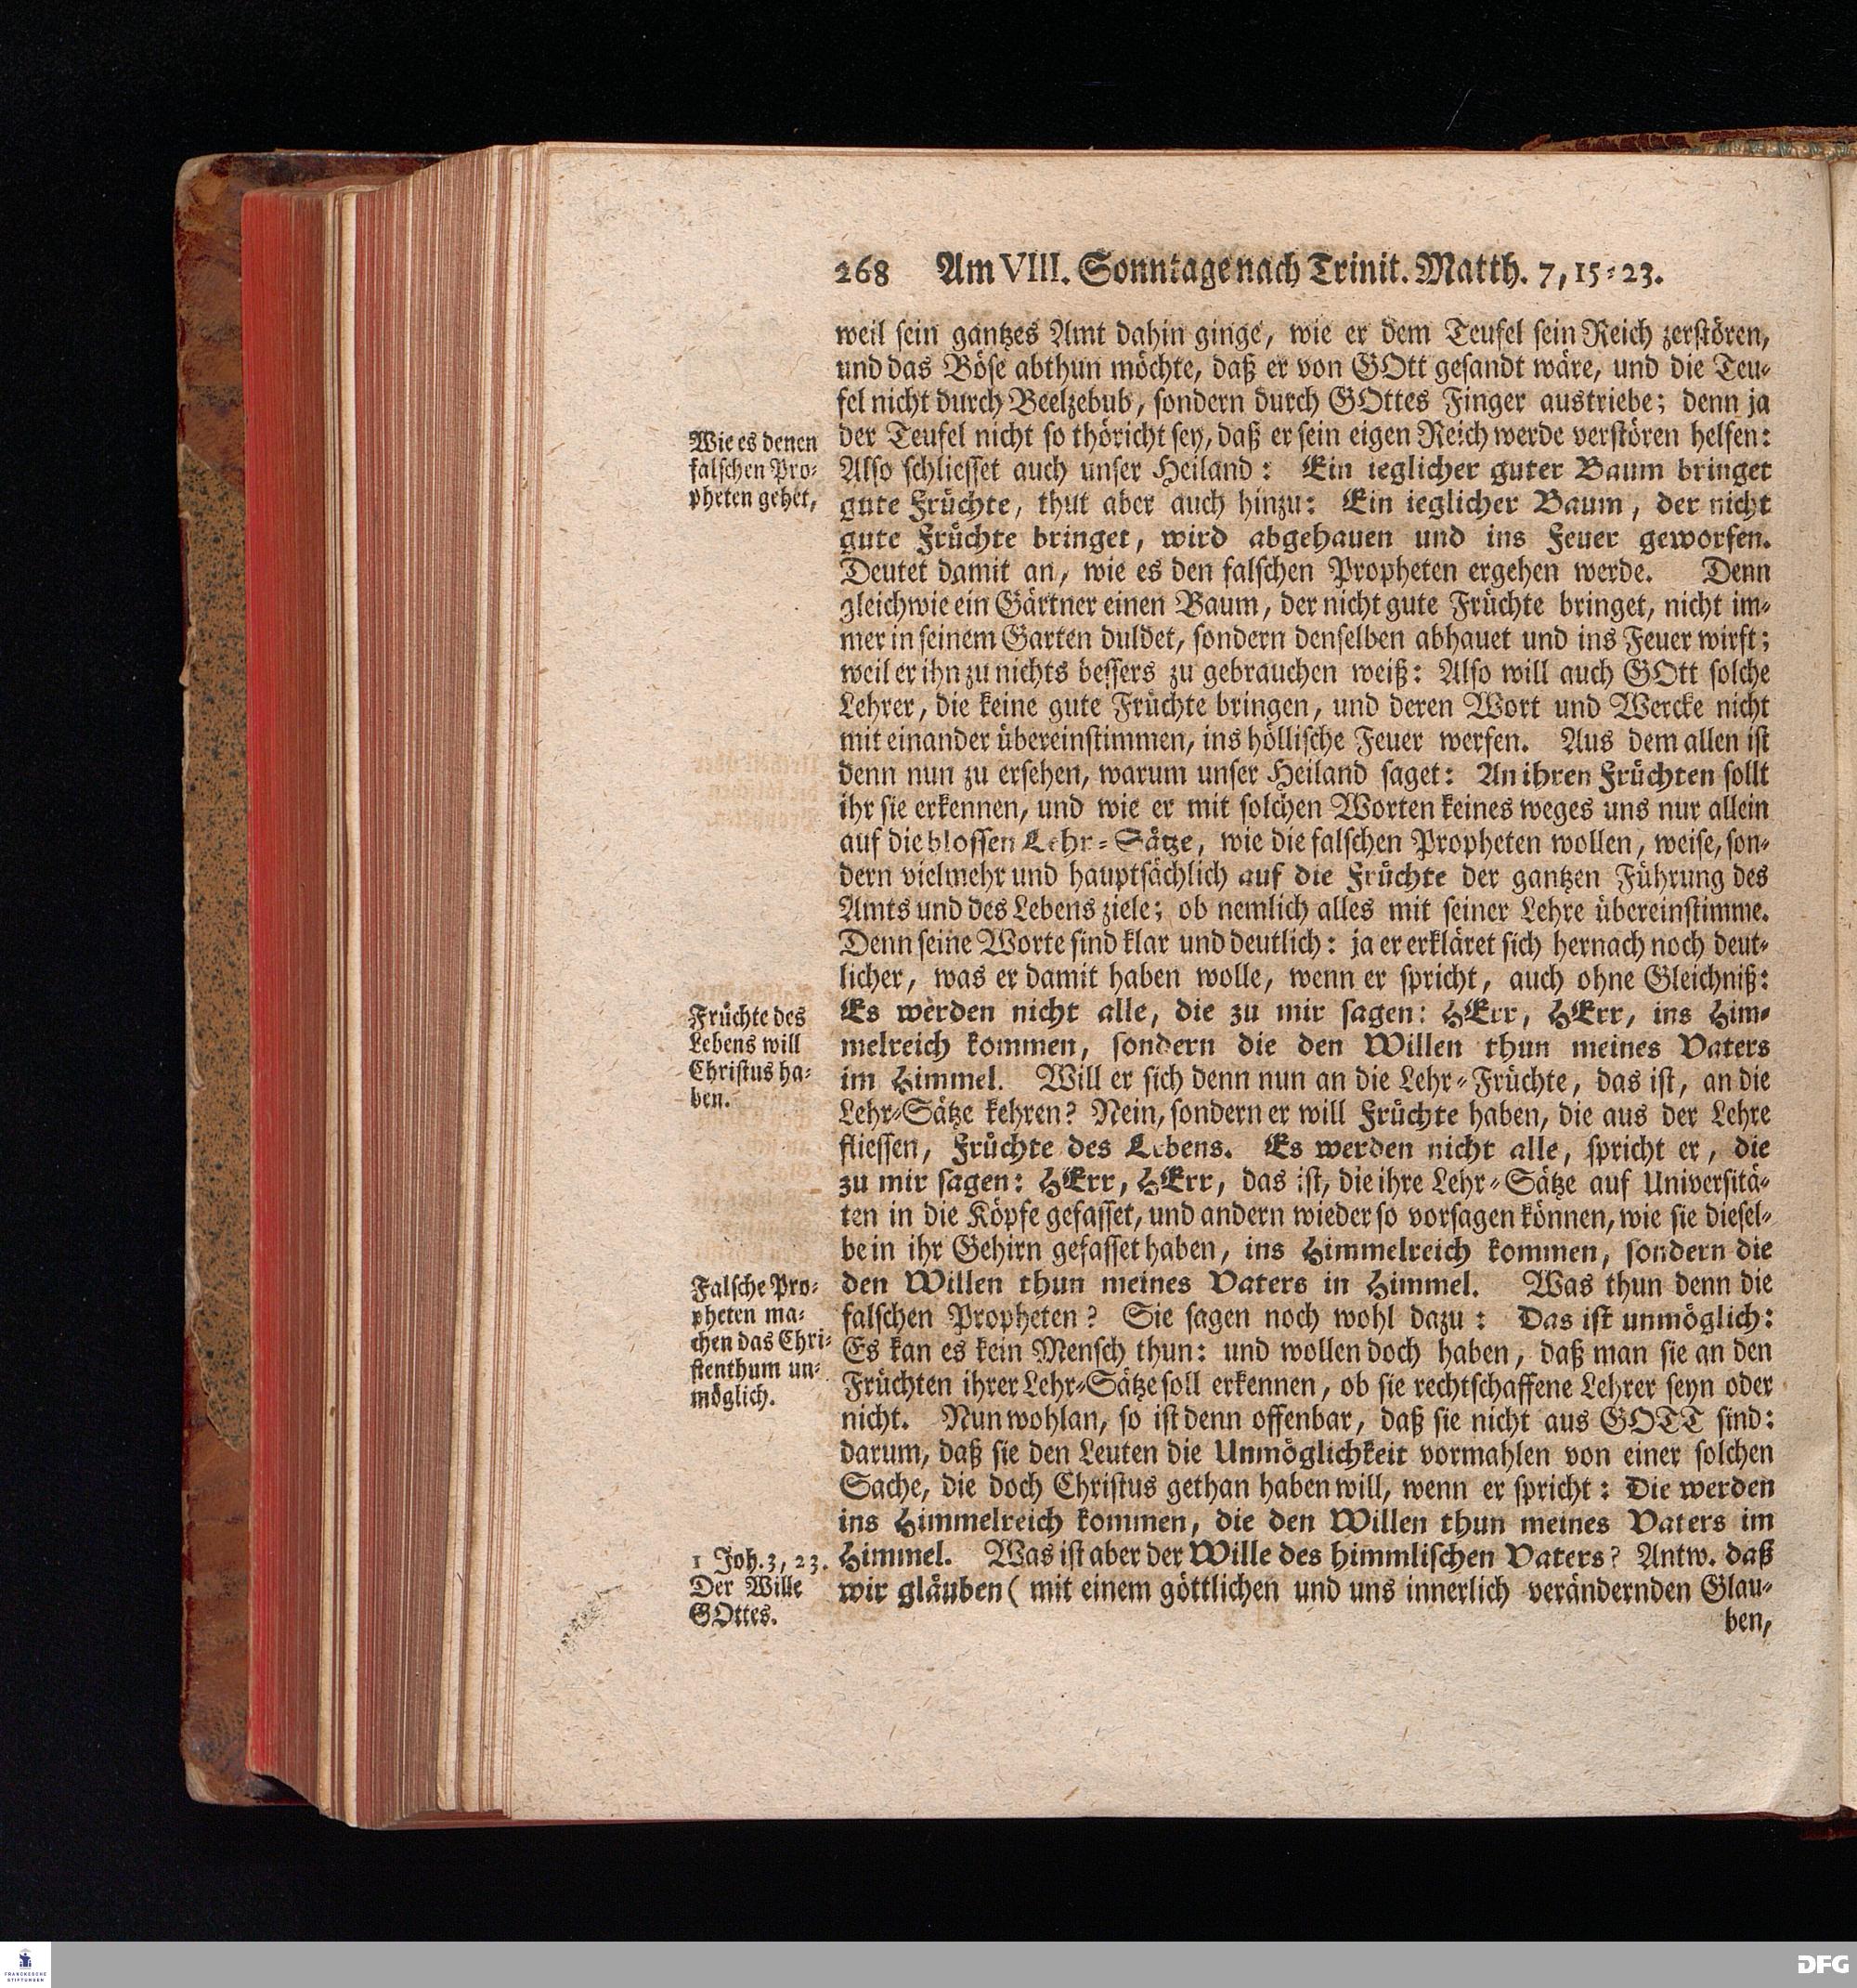 268 Am VIII. Sonntage nach Trinit. Matth. 7, 15-23.
weil sein gantzes Amt dahin ginge, wie er dem Teufel sein Reich zerstören,
und das Böse abthun möchte, daß er von GOtt gesandt wäre, und die Teu-
fel nicht durch Beelzebub, sondern durch GOttes Finger austriebe; denn ja
der Teufel nicht so thöricht sey, daß er sein eigen Reich werde verstören helfen:
Also schliesset auch unser Heiland: Ein ieglicher guter Baum bringet
gute Früchte, thut aber auch hinzu: Ein ieglicher Baum, der nicht
gute Früchte bringet, wird abgehauen und ins Feuer geworfen.
Deutet damit an, wie es den falschen Propheten ergehen werde. Denn
gleichwie ein Gärtner einen Baum, der nicht gute Früchte bringet, nicht im-
mer in seinem Garten duldet, sondern denselben abhauet und ins Feuer wirft;
weil er ihn zu nichts bessers zu gebrauchen weiß: Also will auch GOtt solche
Lehrer, die keine gute Früchte bringen, und deren Wort und Wercke nicht
mit einander übereinstimmen, ins höllische Feuer werfen. Aus dem allen ist
denn nun zu ersehen, warum unser Heiland saget: An ihren Früchten sollt
ihr sie erkennen, und wie er mit solchen Worten keines weges uns nur allein
auf die blossen Lehr-Sätze, wie die falschen Propheten wollen, weise, son-
dern vielmehr und hauptsächlich auf die Früchte der gantzen Führung des
Amts und des Lebens ziele; ob nemlich alles mit seiner Lehre übereinstimme.
Denn seine Worte sind klar und deutlich: ja er erkläret sich hernach noch deut-
licher, was er damit haben wolle, wenn er spricht, auch ohne Gleichniß:
Es werden nicht alle, die zu mir sagen: HErr, HErr, ins Him-
melreich kommen, sondern die den Willen thun meines Vaters
im Himmel. Will er sich denn nun an die Lehr-Früchte, das ist, an die
Lehr-Sätze kehren? Nein, sondern er will Früchte haben, die aus der Lehre
fliessen, Früchte des Lebens. Es werden nicht alle, spricht er, die
zu mir sagen: HErr, HErr, das ist, die ihre Lehr-Sätze auf Universitä-
ten in die Köpfe gefasset, und andern wieder so vorsagen können, wie sie diesel-
be in ihr Gehirn gefasset haben, ins Himmelreich kommen, sondern die
den Willen thun meines Vaters in Himmel. Was thun denn die
falschen Propheten? Sie sagen noch wohl dazu: Das ist unmöglich:
Es kan es kein Mensch thun: und wollen doch haben, daß man sie an den
Früchten ihrer Lehr-Sätze soll erkennen, ob sie rechtschaffene Lehrer seyn oder
nicht. Nun wohlan, so ist denn offenbar, daß sie nicht aus GOTT sind:
darum, daß sie den Leuten die Unmöglichkeit vormahlen von einer solchen
Sache, die doch Christus gethan haben will, wenn er spricht: Die werden
ins Himmelreich kommen, die den Willen thun meines Vaters im
Himmel. Was ist aber der Wille des himmlischen Vaters? Antw. daß
wir gläuben (mit einem göttlichen und uns innerlich verändernden Glau-
ben,
Wie es denen
falschen Pro-
pheten gehet,
Früchte des
Lebens will
Christus ha-
ben.
Falsche Pro-
pheten ma-
chen das Chri-
stenthum un-
möglich.
1 Joh. 3, 23.
Der Wille
GOttes.
FRANCKESCHE
STIFTUNGEN
DFG